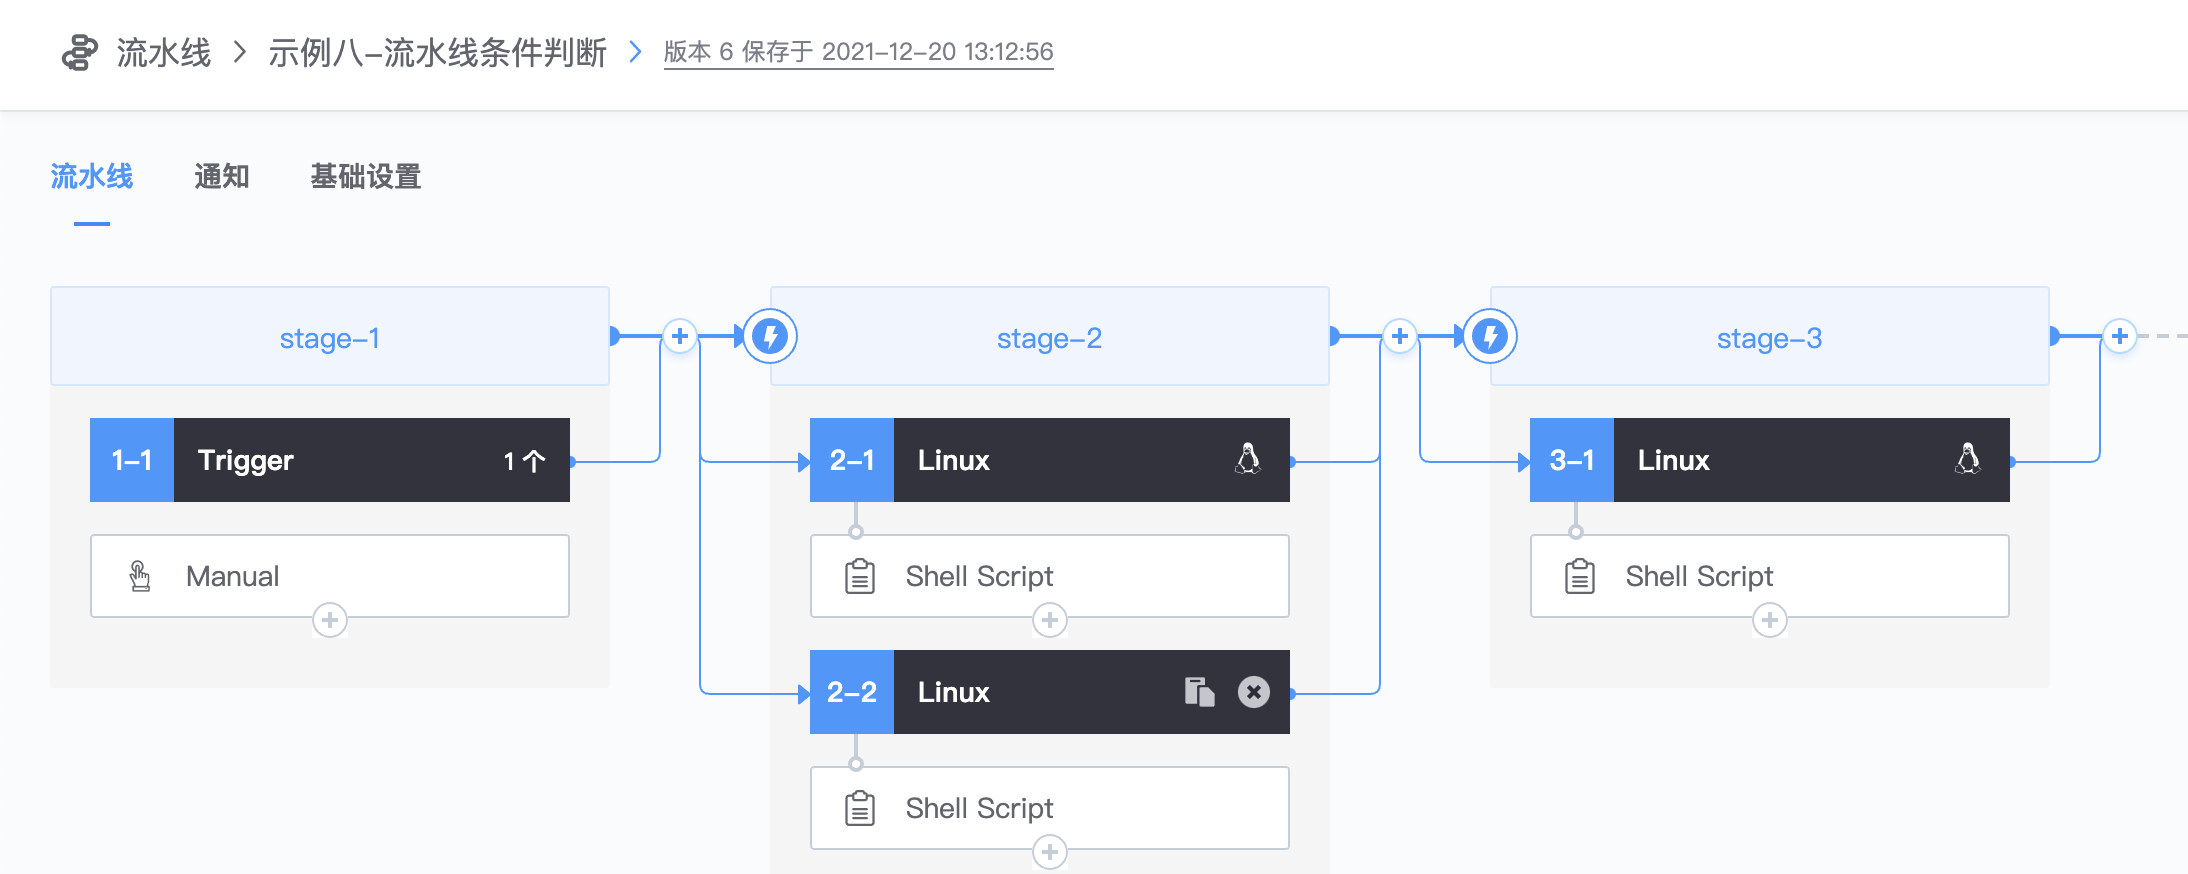 流水线 > 示例八-流水线条件判断 > 版本 6 保存于 2021-12-20 13:12:56
流水线 通知 基础设置
stage-1
1-1 Trigger 1 个
Manual
stage-2
2-1 Linux
Shell Script
2-2 Linux
Shell Script
stage-3
3-1 Linux
Shell Script